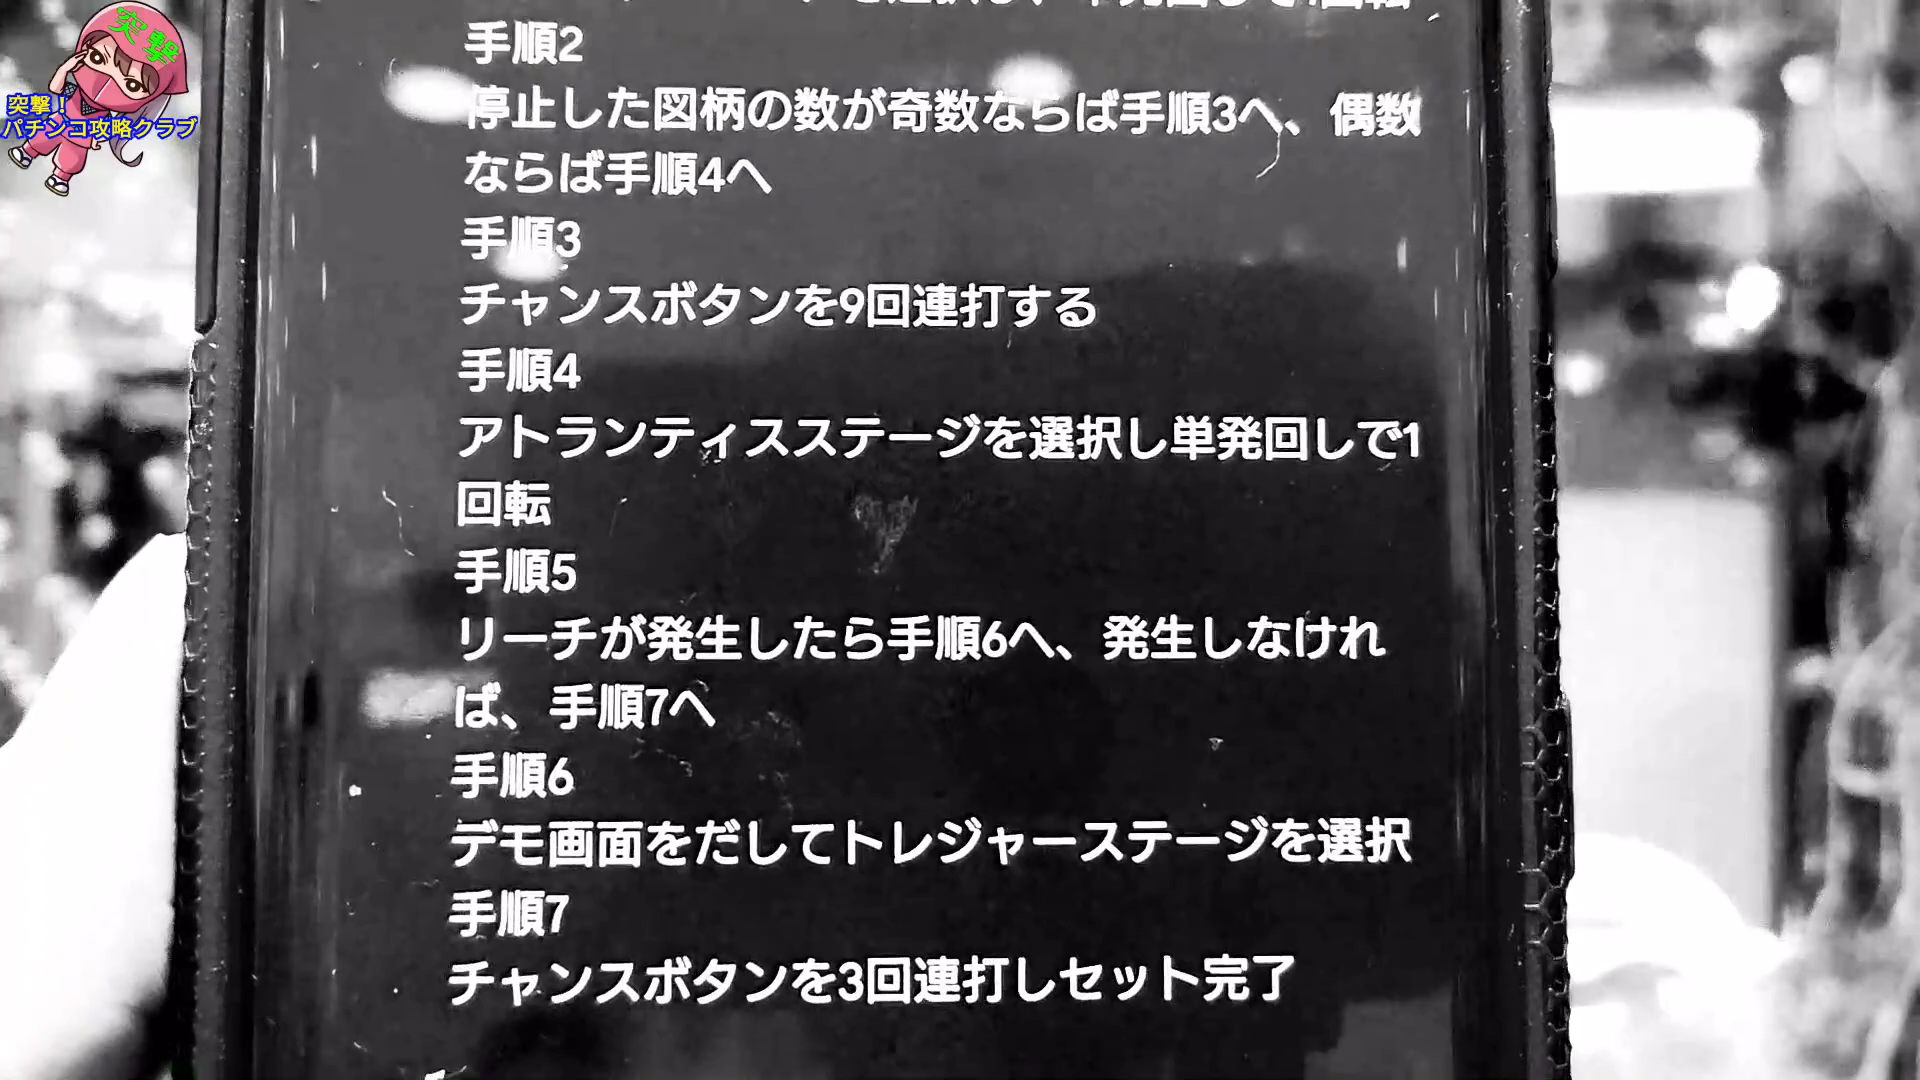 突撃
突撃!
パチンコ攻略クラブ
手順2
停止した図柄の数が奇数ならば手順3へ、偶数
ならば手順4へ
手順3
チャンスボタンを9回連打する
手順4
アトランティスステージを選択し単発回しで1
回転
手順5
リーチが発生したら手順6へ、発生しなけれ
ば、手順7へ
手順6
デモ画面をだしてトレジャーステージを選択
手順7
チャンスボタンを3回連打しセット完了